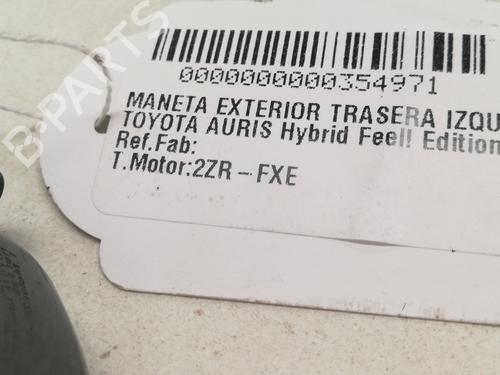 0000000000354971
MANETA EXTERIOR TRASERA IZQU
TOYOTA AURIS Hybrid Feel! Edition
Ref.Fab:
T.Motor:2ZR-FXE
B-PARTS